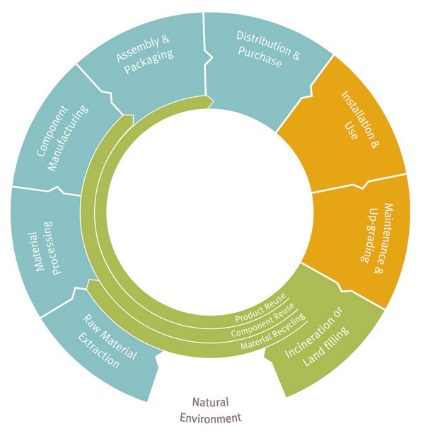 Raw Material
Extraction
Material
Processing
Component
Manufacturing
Assembly &
Packaging
Distribution &
Purchase
Installation &
Use
Maintenance &
Up-grading
Incineration or
Land filling
Product Reuse
Component Reuse
Material Recycling
Natural
Environment